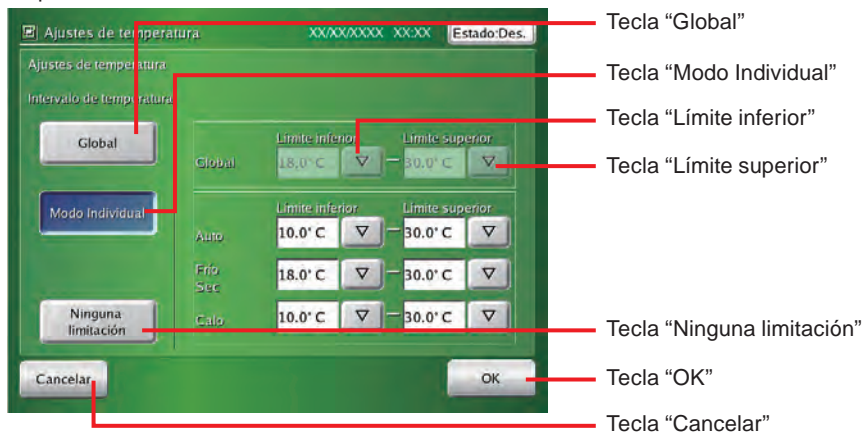 Ajustes de temperatura XX/XX/XXXX XX:XX Estado:Des.
Ajustes de temperatura
Intervalo de temperatura
Global
Modo Individual
Ninguna
limitación
Límite inferior Límite superior
Global 18,0°C – 30.0°C
Límite inferior Límite superior
Auto 10.0°C – 30.0°C
Frío
Sec 18.0°C – 30.0°C
Calo 10.0°C – 30.0°C
Cancelar OK
Tecla “Global”
Tecla “Modo Individual”
Tecla “Límite inferior”
Tecla “Límite superior”
Tecla “Ninguna limitación”
Tecla “OK”
Tecla “Cancelar”